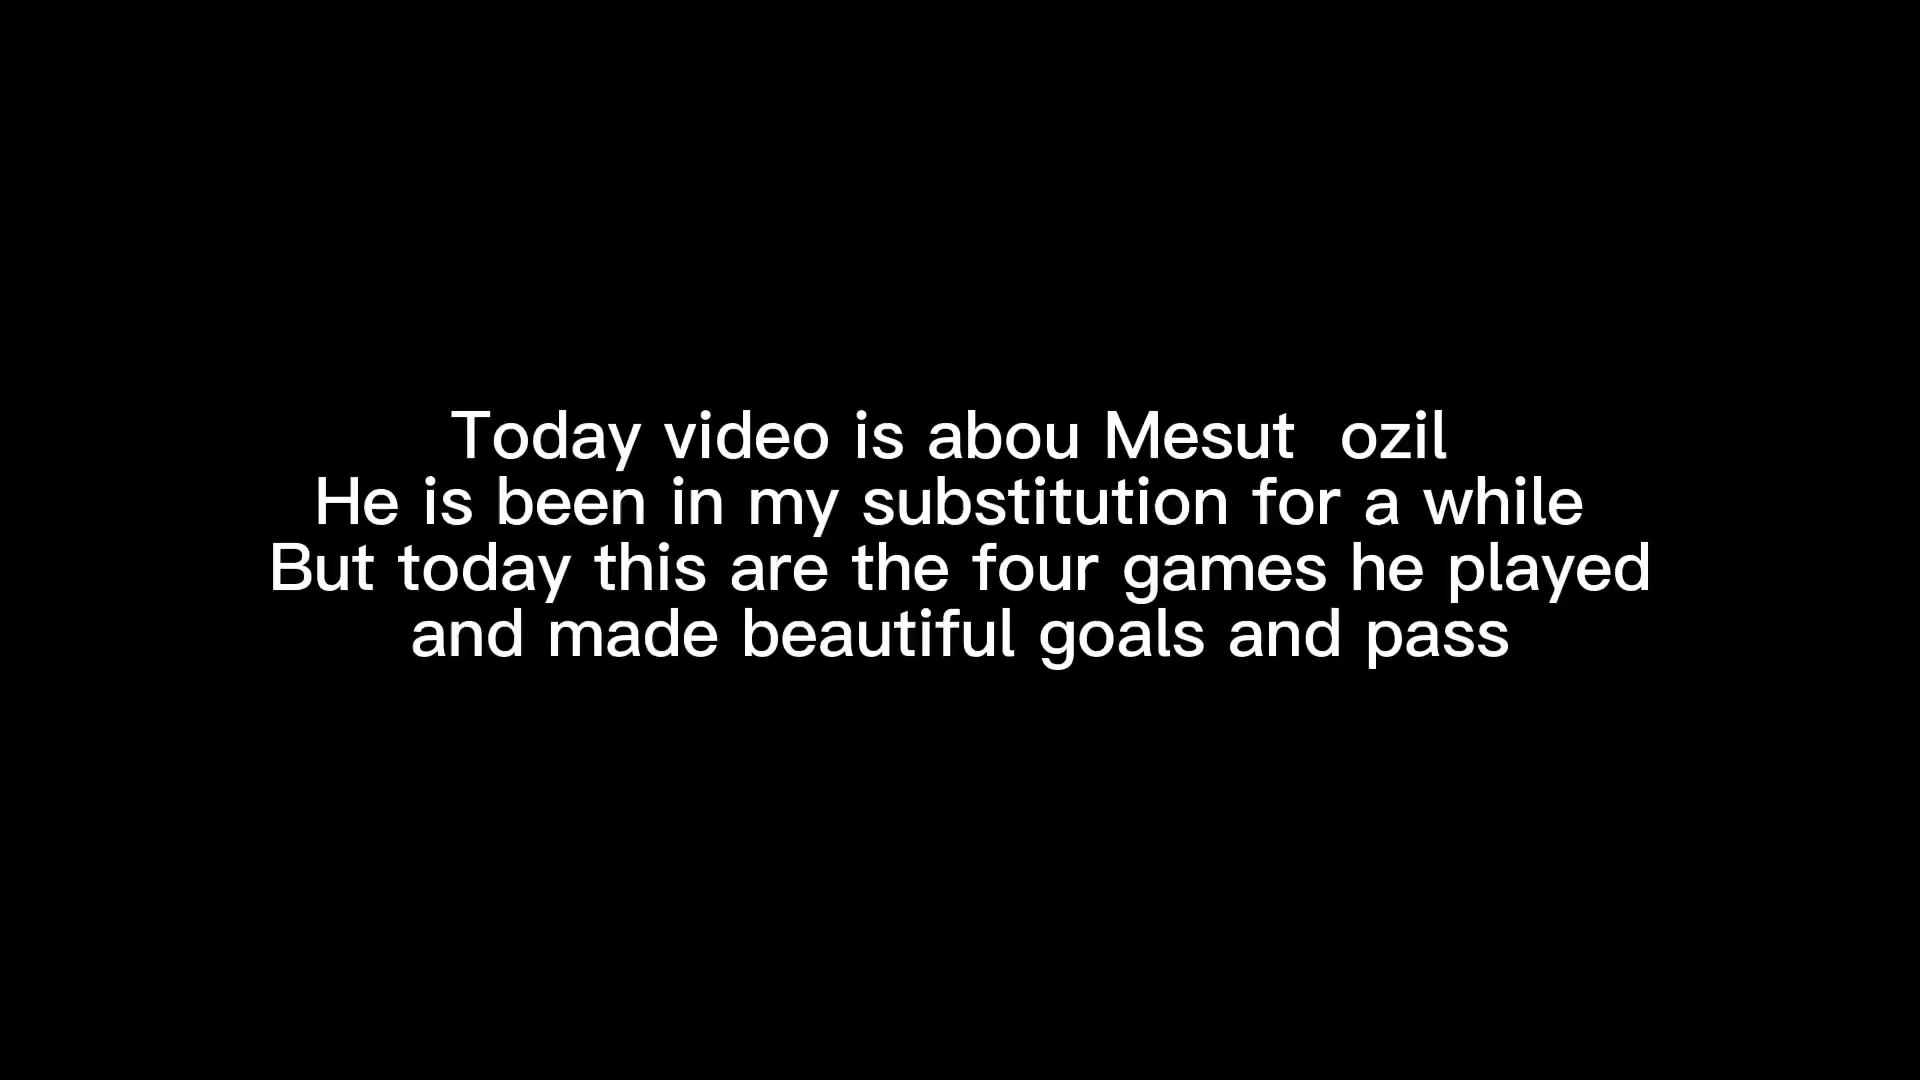 Today video is abou Mesut  ozil
He is been in my substitution for a while
But today this are the four games he played
and made beautiful goals and pass